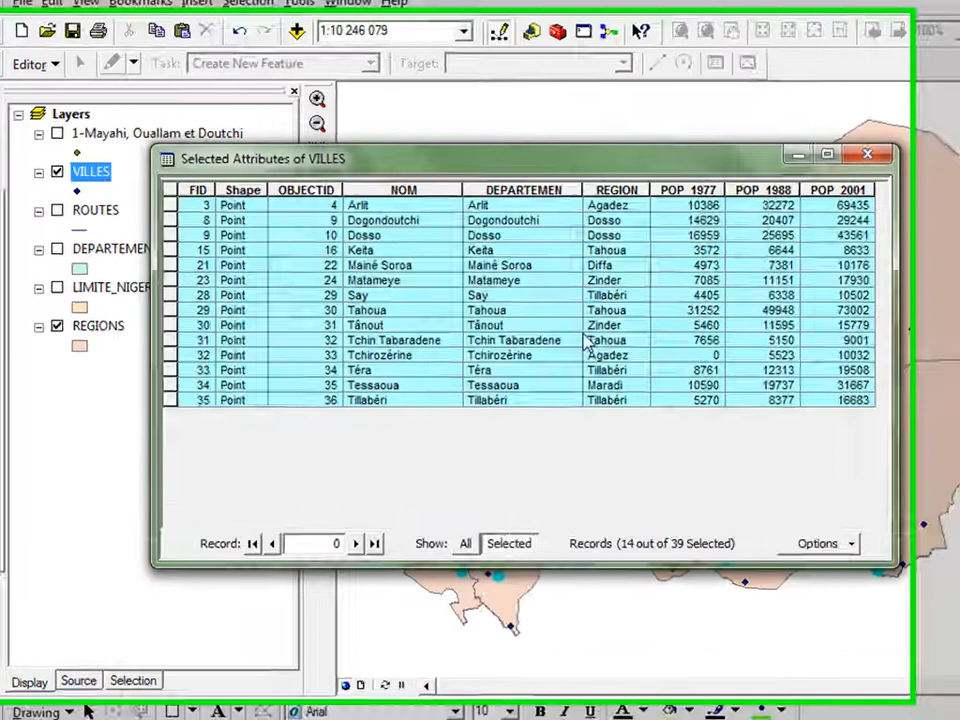 File Edit View Bookmarks Insert Selection Tools Window Help
1:10 246 079 100%
Editor Task: Create New Feature Target:
Layers
1-Mayahi, Ouallam et Doutchi
VILLES
ROUTES
DEPARTEMEN
LIMITE_NIGER
REGIONS
Selected Attributes of VILLES
FID Shape OBJECTID NOM DEPARTEMEN REGION POP_1977 POP_1988 POP_2001
3 Point 4 Arlit Arlit Agadez 10386 32272 69435
8 Point 9 Dogondoutchi Dogondoutchi Dosso 14629 20407 29244
9 Point 10 Dosso Dosso Dosso 16959 25695 43561
15 Point 16 Keita Keita Tahoua 3572 6644 8633
21 Point 22 Mainé Soroa Mainé Soroa Diffa 4973 7381 10176
23 Point 24 Matameye Matameye Zinder 7085 11151 17930
28 Point 29 Say Say Tillabéri 4405 6338 10502
29 Point 30 Tahoua Tahoua Tahoua 31252 49948 73002
30 Point 31 Tânout Tânout Zinder 5460 11595 15779
31 Point 32 Tchin Tabaradene Tchin Tabaradene Tahoua 7656 5150 9001
32 Point 33 Tchirozérine Tchirozérine Agadez 0 5523 10032
33 Point 34 Téra Téra Tillabéri 8761 12313 19508
34 Point 35 Tessaoua Tessaoua Maradi 10590 19737 31667
35 Point 36 Tillabéri Tillabéri Tillabéri 5270 8377 16683
Record: 0 Show: All Selected Records (14 out of 39 Selected) Options
Display Source Selection
Drawing A Arial 10 B I U A